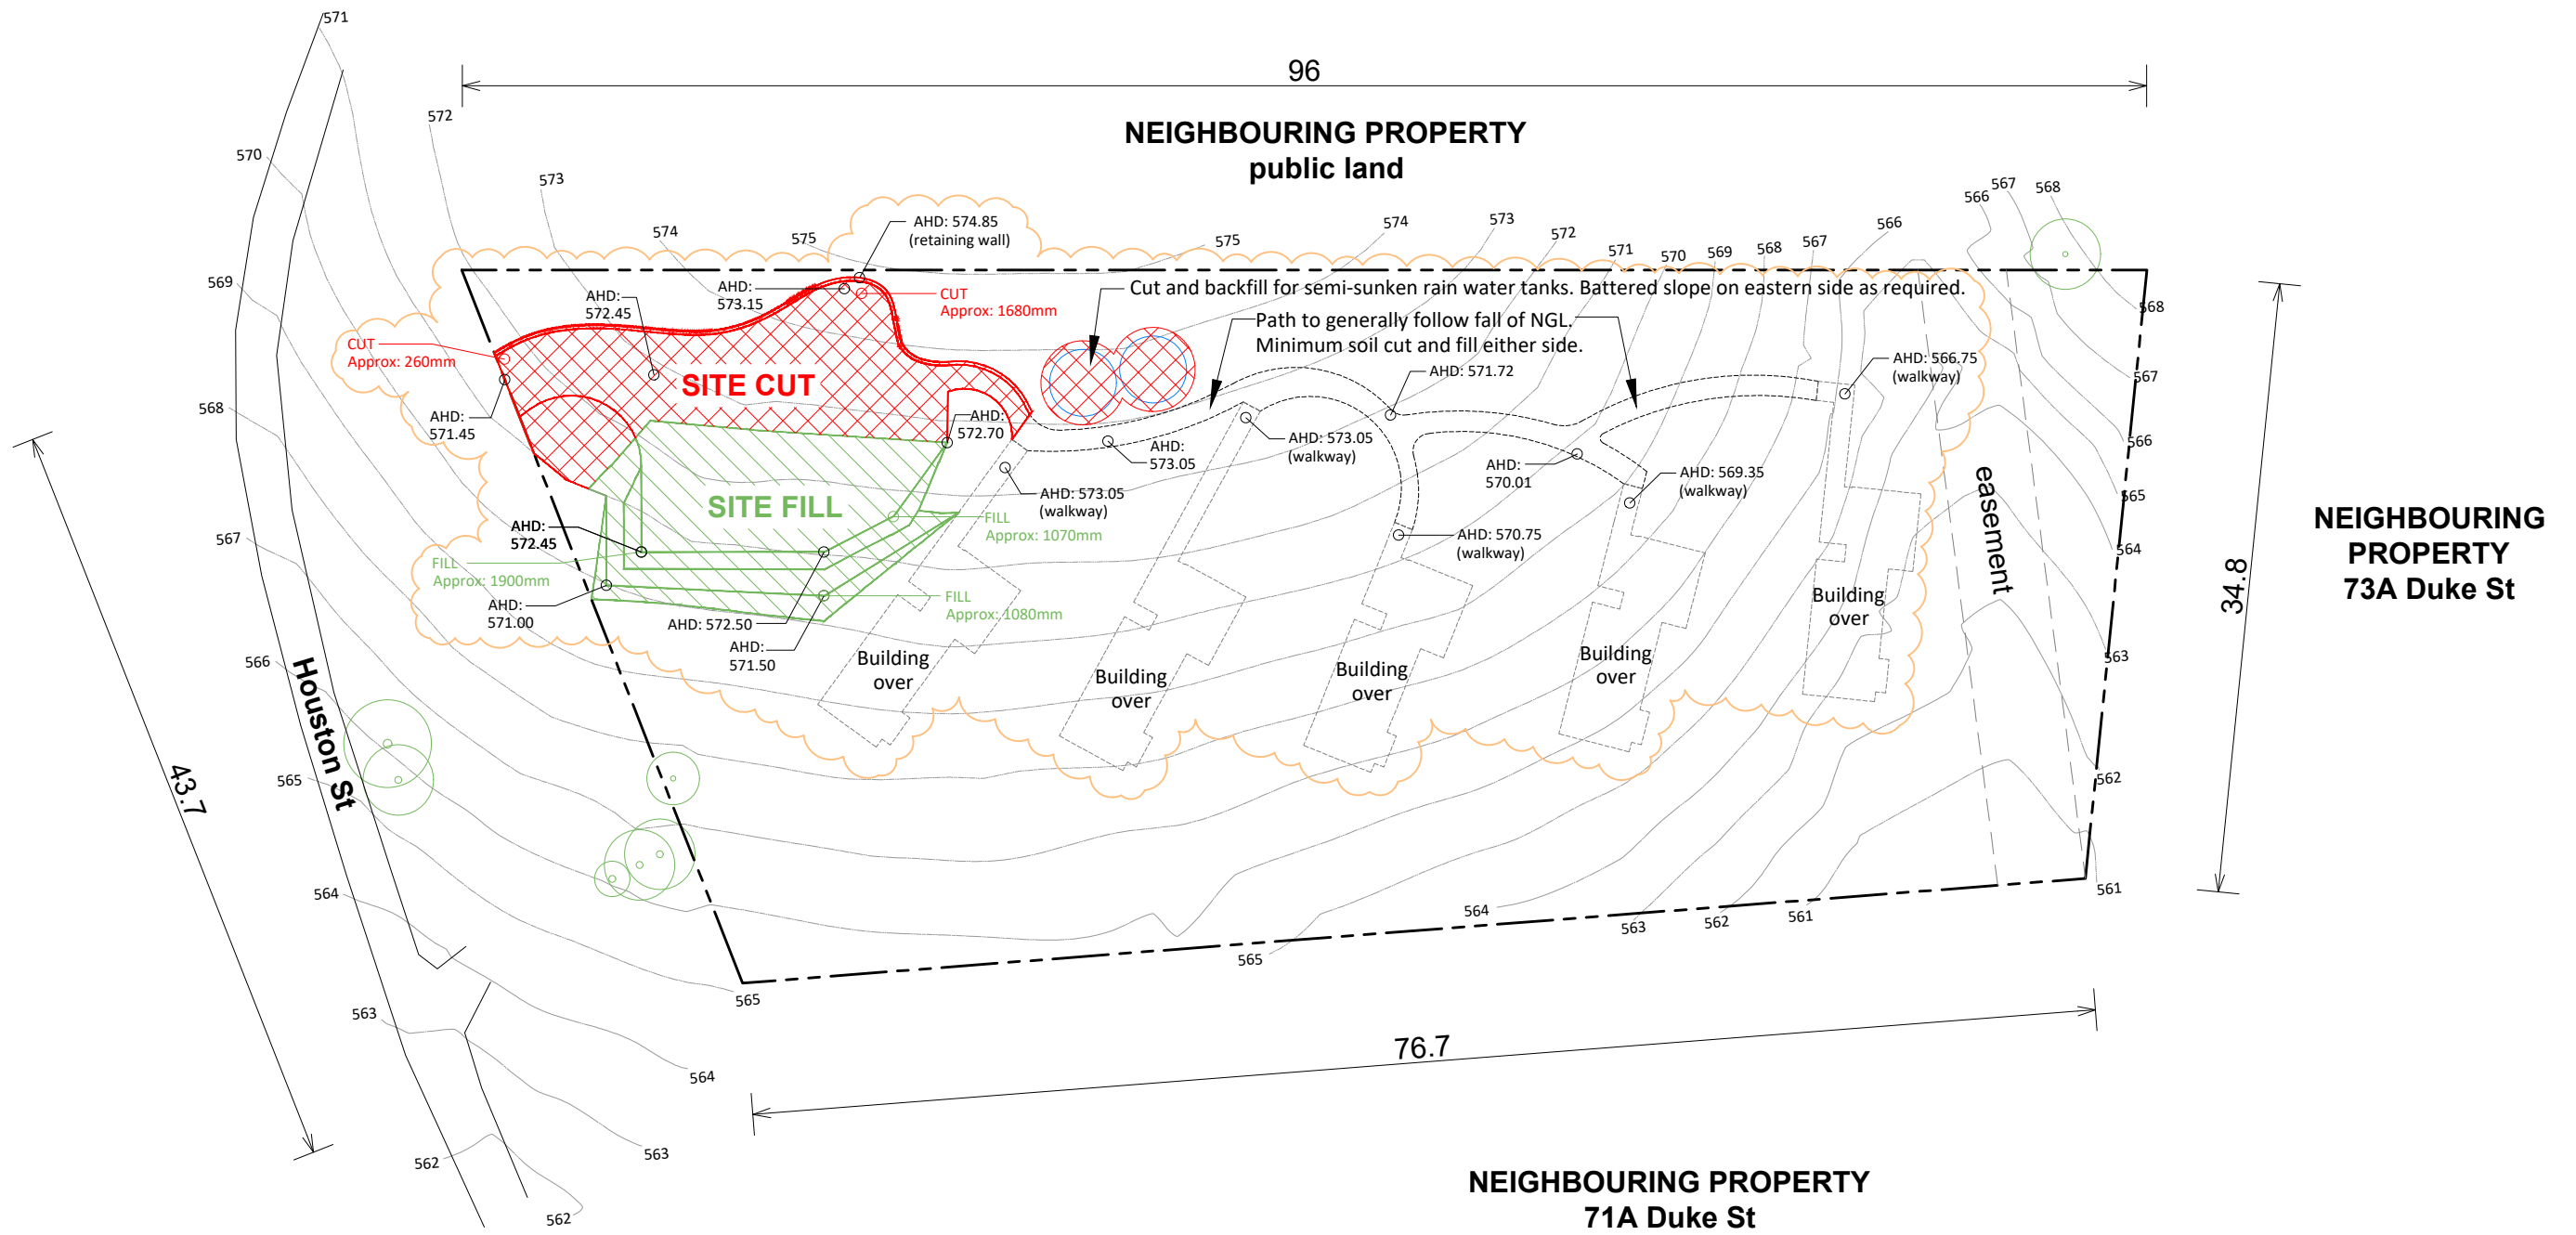 571
96
572
NEIGHBOURING PROPERTY
public land
570
573
566
567
568
574
575
AHD: 574.85
(retaining wall)
575
574
573
572
571
570
569
568
567
566
569
AHD:
572.45
AHD:
573.15
CUT
Approx: 1680mm
Cut and backfill for semi-sunken rain water tanks. Battered slope on eastern side as required.
568
Path to generally follow fall of NGL.
Minimum soil cut and fill either side.
CUT
Approx: 260mm
SITE CUT
AHD: 571.72
AHD: 566.75
(walkway)
567
568
AHD:
571.45
AHD:
572.70
AHD:
573.05
AHD: 573.05
(walkway)
566
AHD:
570.01
AHD: 569.35
(walkway)
easement
565
AHD: 573.05
(walkway)
SITE FILL
FILL
Approx: 1070mm
AHD:
572.45
567
AHD: 570.75
(walkway)
564
NEIGHBOURING
PROPERTY
73A Duke St
34.8
FILL
Approx: 1900mm
AHD:
571.00
FILL
Approx: 1080mm
AHD: 572.50
AHD:
571.50
Building
over
Building
over
Building
over
Building
over
Building
over
563
566
Houston St
565
43.7
562
564
561
564
563
562
561
565
565
563
76.7
564
563
562
562
NEIGHBOURING PROPERTY
71A Duke St